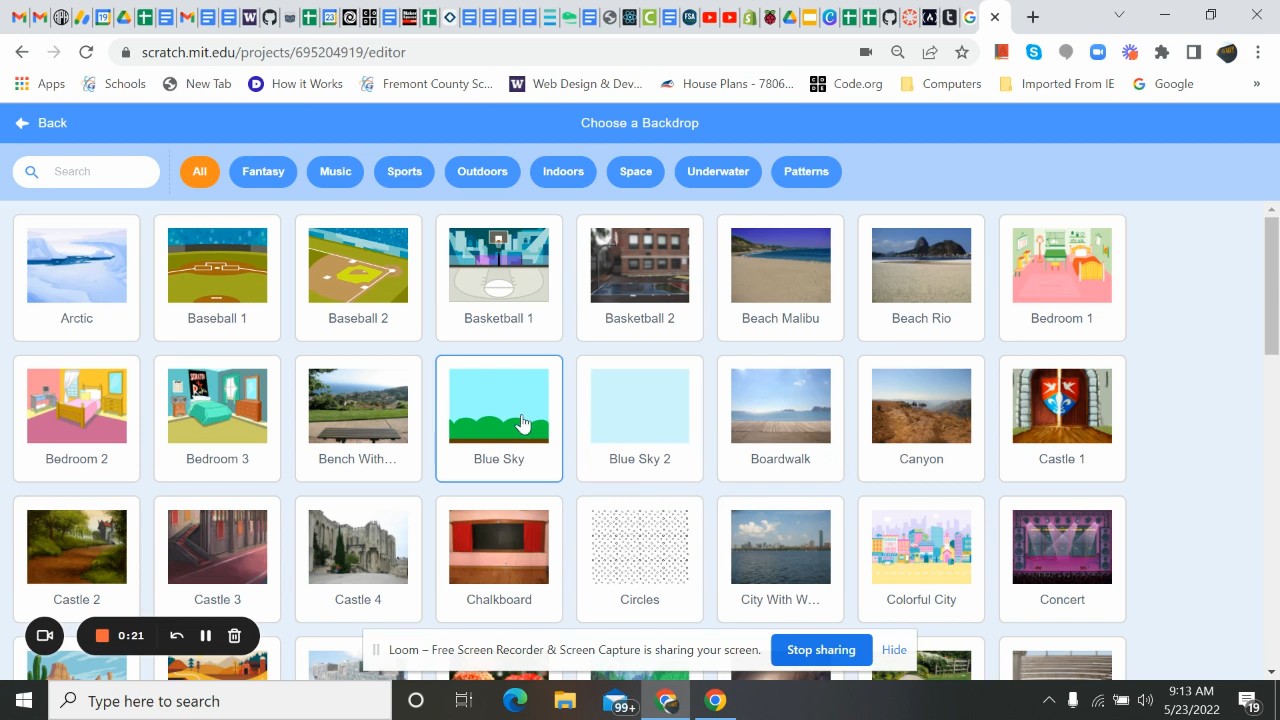 scratch.mit.edu/projects/695204919/editor
Apps Schools New Tab How it Works Fremont County Sc... Web Design & Dev... House Plans - 7806... Code.org Computers Imported From IE Google »
Back Choose a Backdrop
Search All Fantasy Music Sports Outdoors Indoors Space Underwater Patterns
Arctic Baseball 1 Baseball 2 Basketball 1 Basketball 2 Beach Malibu Beach Rio Bedroom 1
Bedroom 2 Bedroom 3 Bench With... Blue Sky Blue Sky 2 Boardwalk Canyon Castle 1
Castle 2 Castle 3 Castle 4 Chalkboard Circles City With W... Colorful City Concert
0:21
Loom – Free Screen Recorder & Screen Capture is sharing your screen. Stop sharing Hide
Type here to search 99+ 9:13 AM
5/23/2022 19